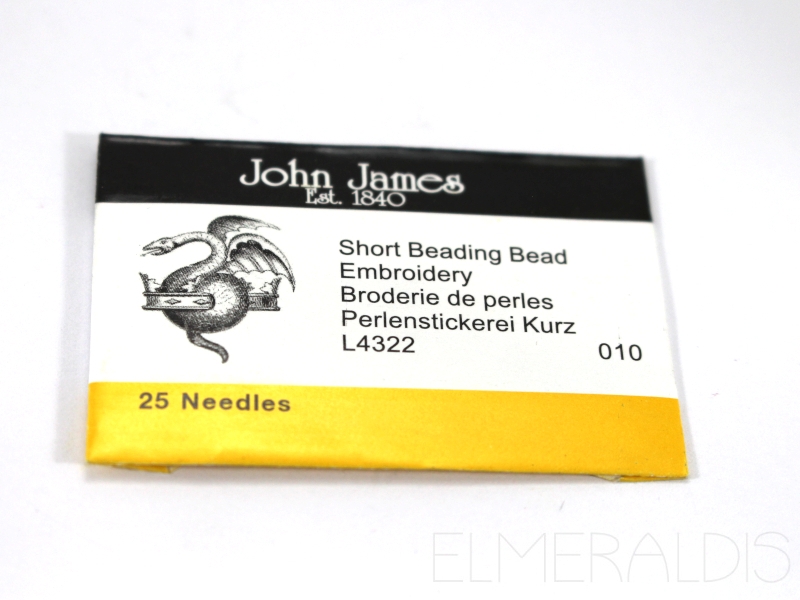 John James
Est. 1840
Short Beading Bead
Embroidery
Broderie de perles
Perlenstickerei Kurz
L4322 010
25 Needles
ELMERALDIS